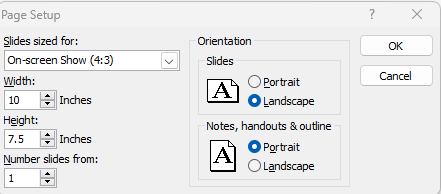 Page Setup
?
Slides sized for:
On-screen Show (4:3)
Width:
10 Inches
Height:
7.5 Inches
Number slides from:
1
Orientation
Slides
A
Portrait
Landscape
Notes, handouts & outline
A
Portrait
Landscape
OK
Cancel